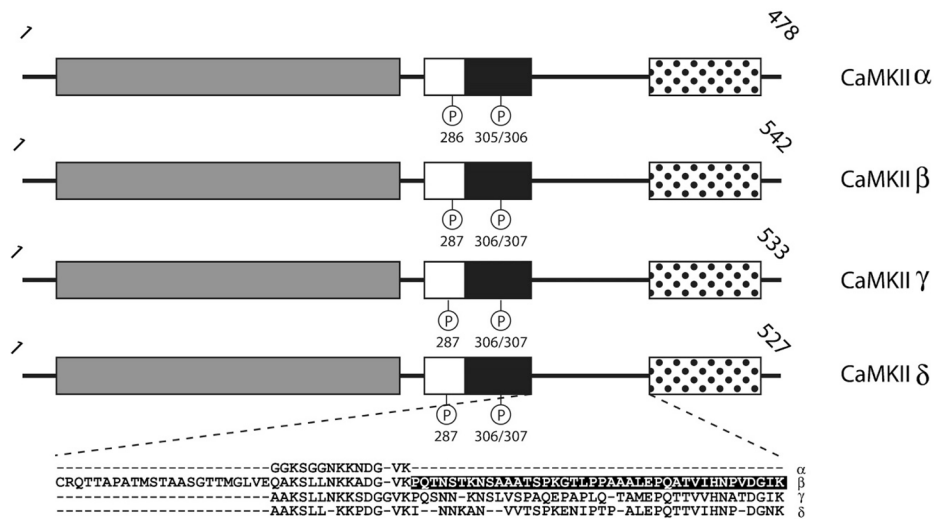 1 478
CaMKII α
P P
286 305/306
1 542
CaMKII β
P P
287 306/307
1 533
CaMKII γ
P P
287 306/307
1 527
CaMKII δ
P P
287 306/307
--------------------------GGKSGGNKKNDG-VK---------------------------------------------- α
CRQTTAPATMSTAASGTTMGLVEQAKSLLNKKADG-VKPQTNSTKNSAAATSPKGTLPPAAALEPQATVIHNPVDGIK β
--------------------------AAKSLLNKKSDGGVKPQSNN-KNSLVSPAQEPAPLQ-TAMEPQTTVVHNATDGIK γ
--------------------------AAKSLL-KKPDG-VKI--NNKAN--VVTSPKENIPTP-ALEPQTTVIHNP-DGNK δ